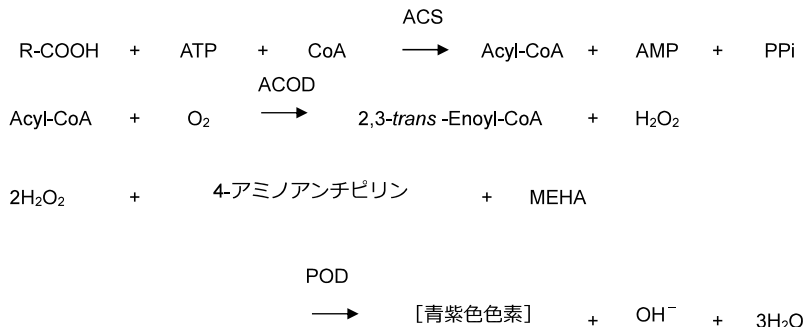 ACS
R-COOH + ATP + CoA → Acyl-CoA + AMP + PPi
ACOD
Acyl-CoA + O₂ → 2,3-trans -Enoyl-CoA + H₂O₂
2H₂O₂ + 4-アミノアンチピリン + MEHA
POD
→ [青紫色色素] + OH⁻ + 3H₂O